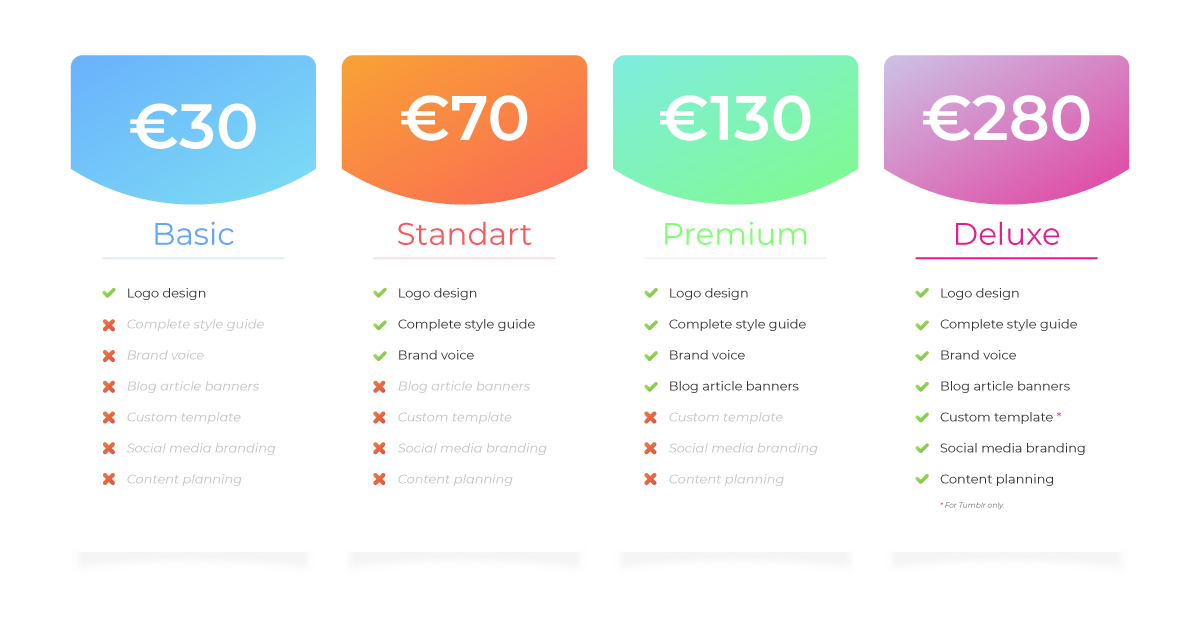 €30
Basic
Logo design
Complete style guide
Brand voice
Blog article banners
Custom template
Social media branding
Content planning
€70
Standart
Logo design
Complete style guide
Brand voice
Blog article banners
Custom template
Social media branding
Content planning
€130
Premium
Logo design
Complete style guide
Brand voice
Blog article banners
Custom template
Social media branding
Content planning
€280
Deluxe
Logo design
Complete style guide
Brand voice
Blog article banners
Custom template *
Social media branding
Content planning
* For Tumblr only.